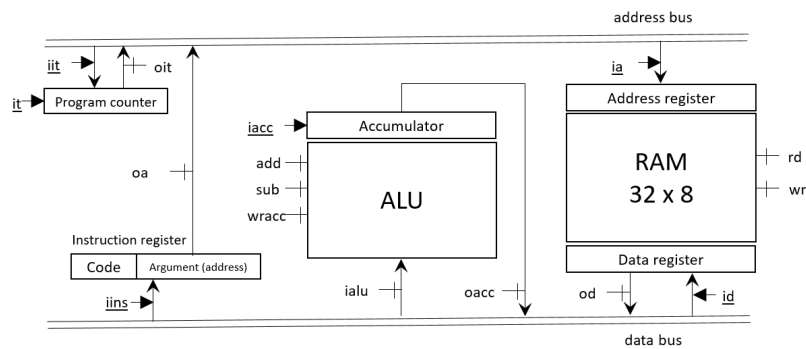 address bus
iit
oit
ia
it
Program counter
Address register
iacc
Accumulator
add
sub
wracc
ALU
RAM
32 x 8
rd
wr
oa
Instruction register
Code
Argument (address)
Data register
iins
ialu
oacc
od
id
data bus